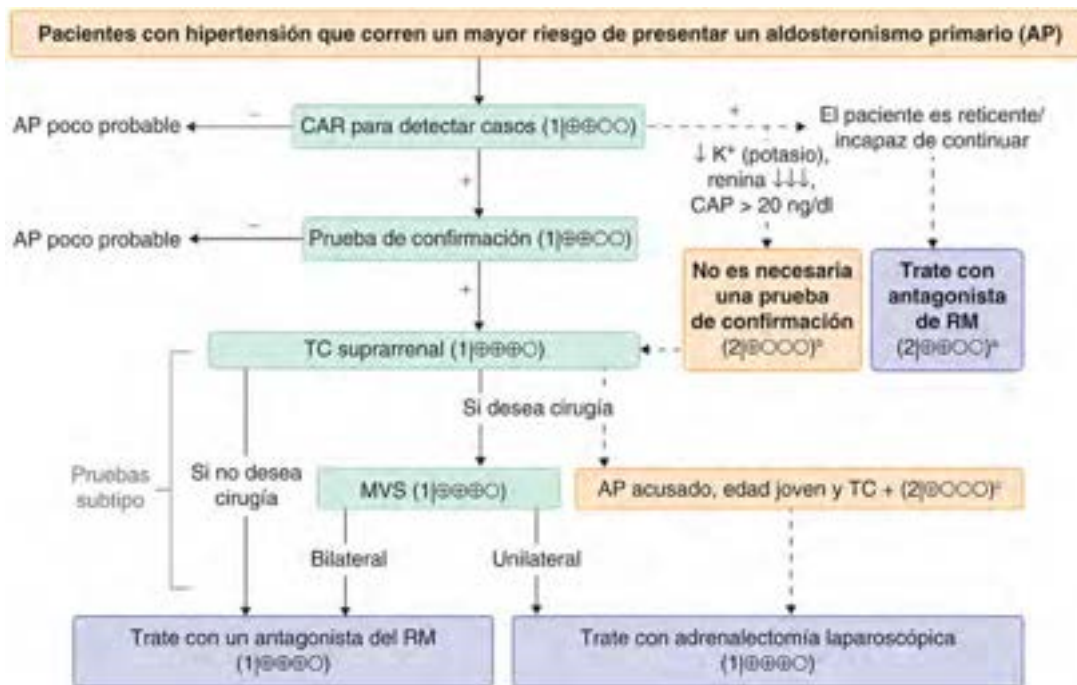 Pacientes con hipertensión que corren un mayor riesgo de presentar un aldosteronismo primario (AP)
AP poco probable
−
CAR para detectar casos (1|⊕⊕○○)
+
El paciente es reticente/
incapaz de continuar
↓ K⁺ (potasio),
renina ↓↓↓,
CAP > 20 ng/dl
+
AP poco probable
−
Prueba de confirmación (1|⊕⊕○○)
No es necesaria
una prueba
de confirmación
(2|⊕○○○)ᵇ
Trate con
antagonista
de RM
(2|⊕⊕○○)ᵃ
+
TC suprarrenal (1|⊕⊕⊕○)
Si desea cirugía
Pruebas
subtipo
Si no desea
cirugía
MVS (1|⊕⊕⊕○)
AP acusado, edad joven y TC + (2|⊕○○○)ᶜ
Bilateral
Unilateral
Trate con un antagonista del RM
(1|⊕⊕⊕○)
Trate con adrenalectomía laparoscópica
(1|⊕⊕⊕○)